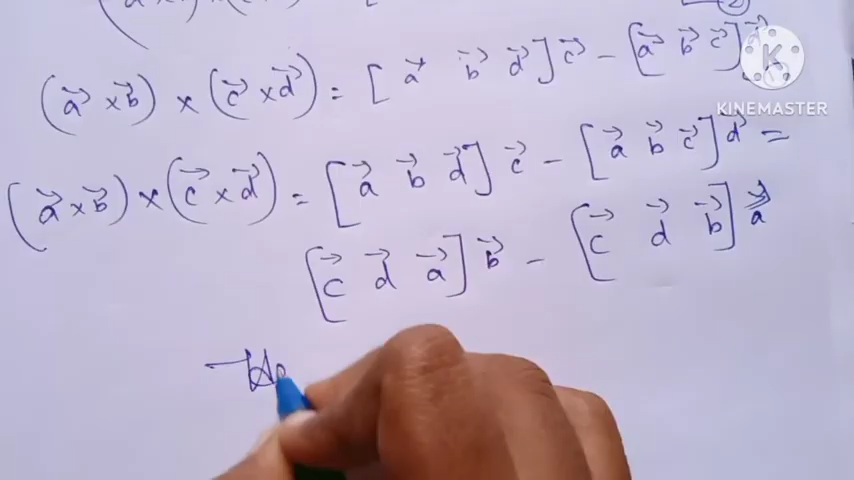 (a⃗ × b⃗) × (c⃗ × d⃗) = [a⃗ b⃗ d⃗] c⃗ − [a⃗ b⃗ c⃗]
KINEMASTER
(a⃗ × b⃗) × (c⃗ × d⃗) = [a⃗ b⃗ d⃗] c⃗ − [a⃗ b⃗ c⃗] d⃗ =
[c⃗ d⃗ a⃗] b⃗ − [c⃗ d⃗ b⃗] a⃗